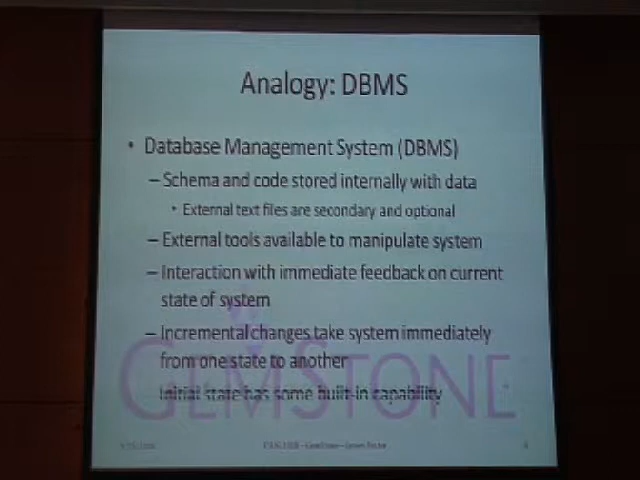 Analogy: DBMS
• Database Management System (DBMS)
– Schema and code stored internally with data
• External text files are secondary and optional
– External tools available to manipulate system
– Interaction with immediate feedback on current
state of system
– Incremental changes take system immediately
from one state to another
– Initial state has some built-in capability
GEMSTONE